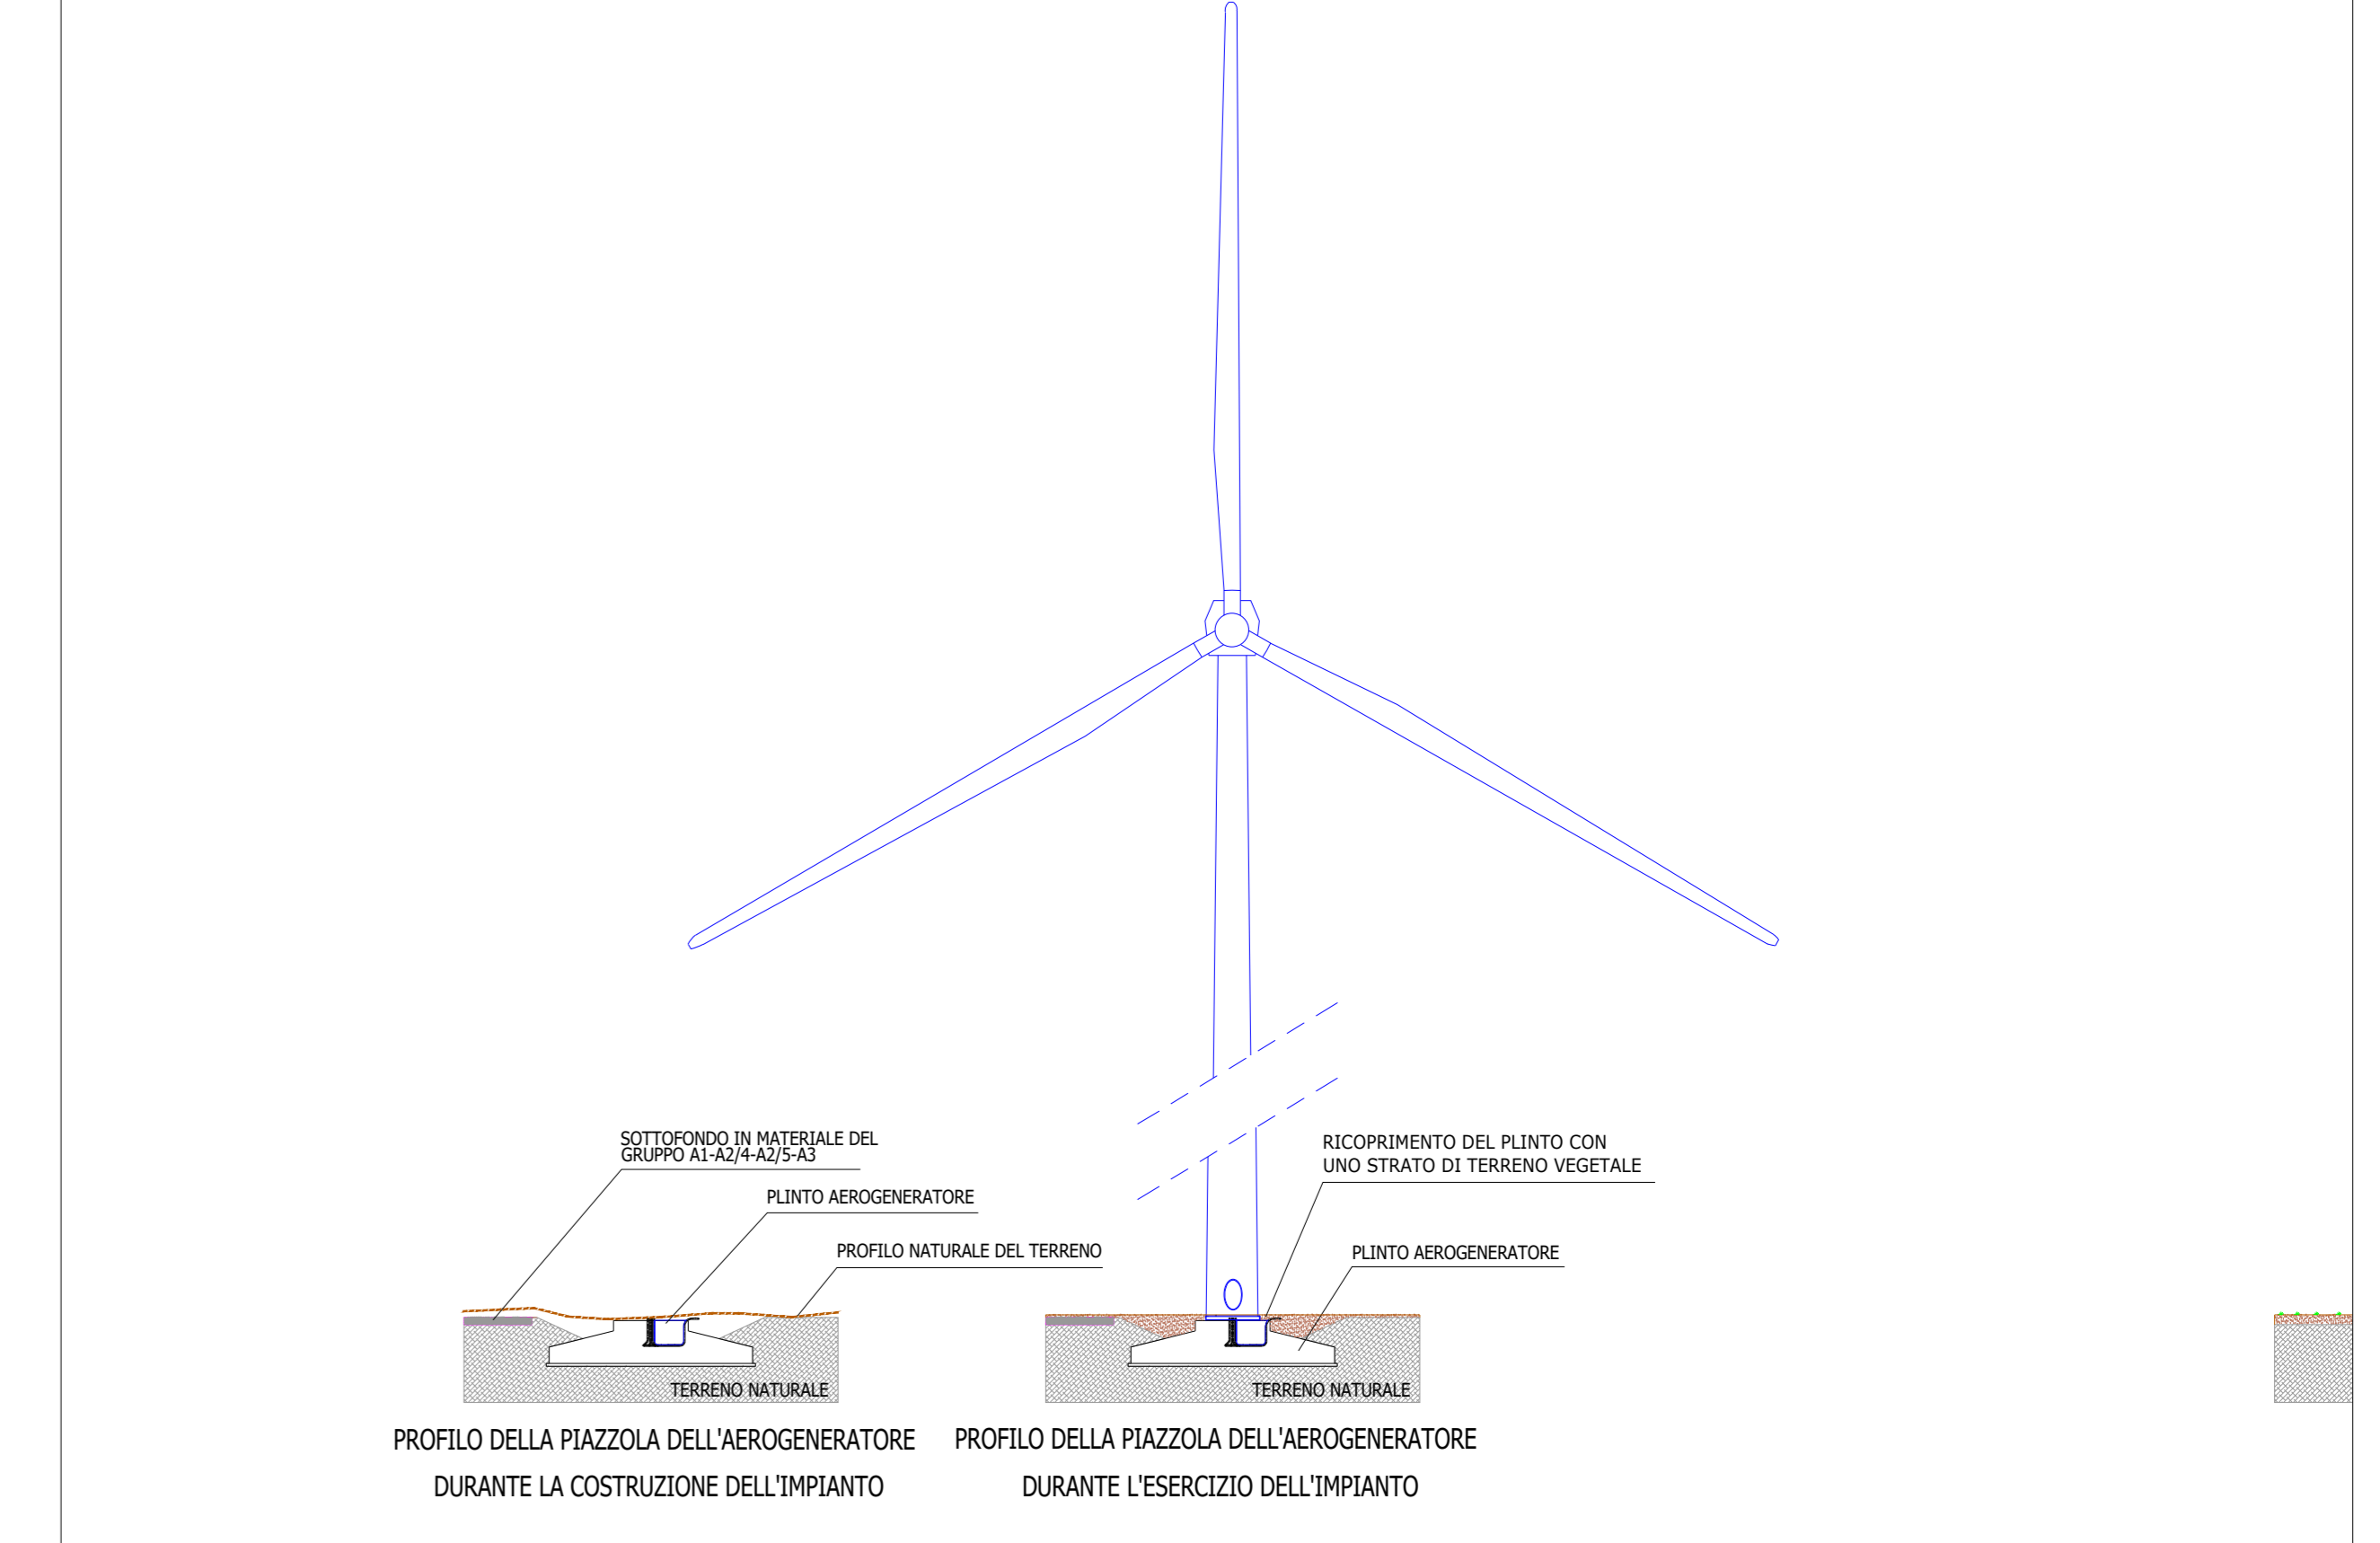 SOTTOFONDO IN MATERIALE DEL
GRUPPO A1-A2/4-A2/5-A3
PLINTO AEROGENERATORE
PROFILO NATURALE DEL TERRENO
TERRENO NATURALE
PROFILO DELLA PIAZZOLA DELL'AEROGENERATORE
DURANTE LA COSTRUZIONE DELL'IMPIANTO
RICOPRIMENTO DEL PLINTO CON
UNO STRATO DI TERRENO VEGETALE
PLINTO AEROGENERATORE
TERRENO NATURALE
PROFILO DELLA PIAZZOLA DELL'AEROGENERATORE
DURANTE L'ESERCIZIO DELL'IMPIANTO